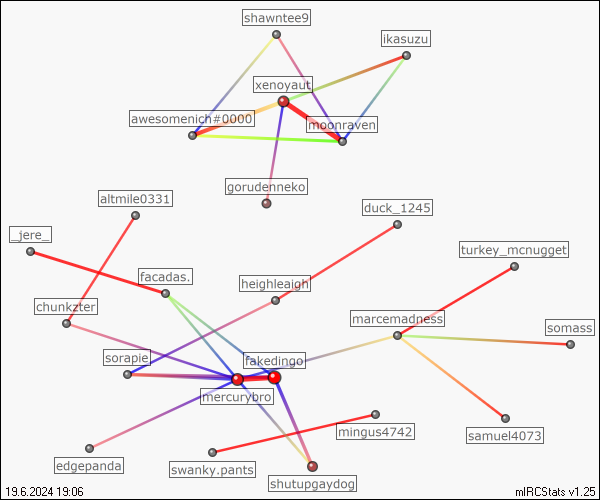 shawntee9
ikasuzu
xenoyaut
awesomenich#0000
moonraven
gorudenneko
altmile0331
duck_1245
_jere_
turkey_mcnugget
facadas.
heighleaigh
chunkzter
marcemadness
somass
sorapie
fakedingo
mercurybro
mingus4742
samuel4073
edgepanda
swanky.pants
shutupgaydog
19.6.2024 19:06
mIRCStats v1.25